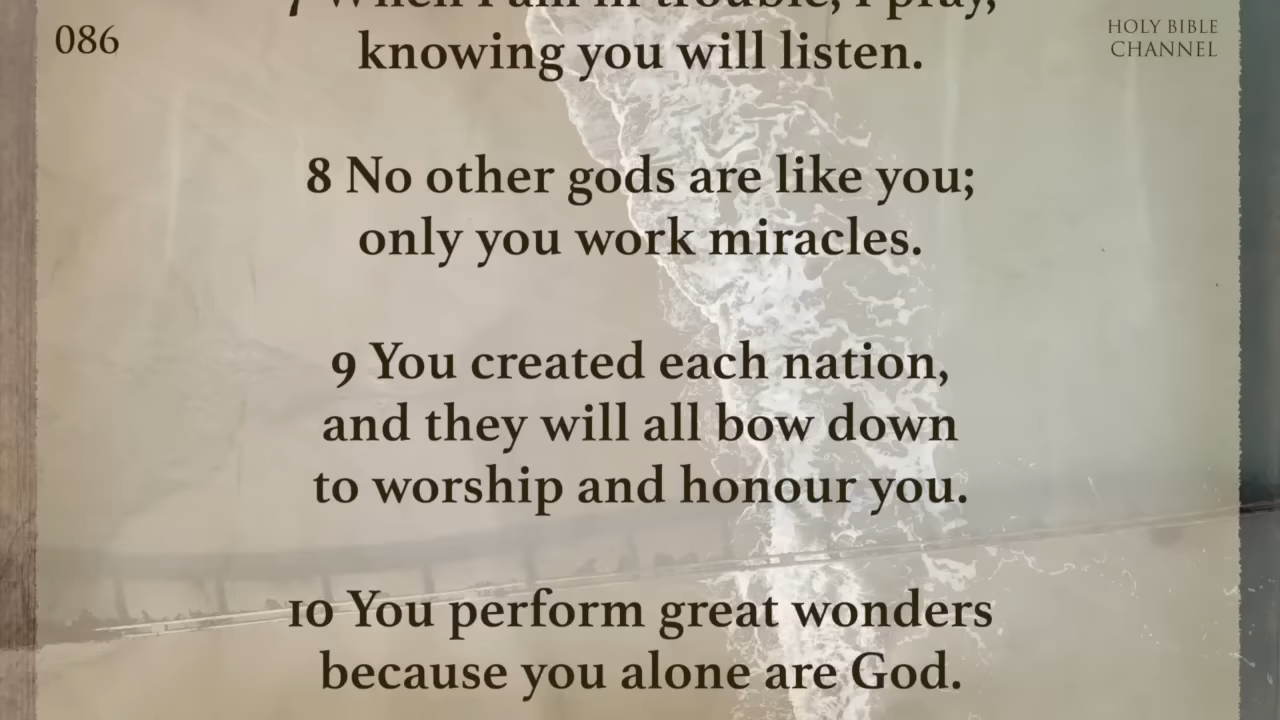 7 When I am in trouble, I pray,
086
HOLY BIBLE
CHANNEL
knowing you will listen.
8 No other gods are like you;
only you work miracles.
9 You created each nation,
and they will all bow down
to worship and honour you.
10 You perform great wonders
because you alone are God.